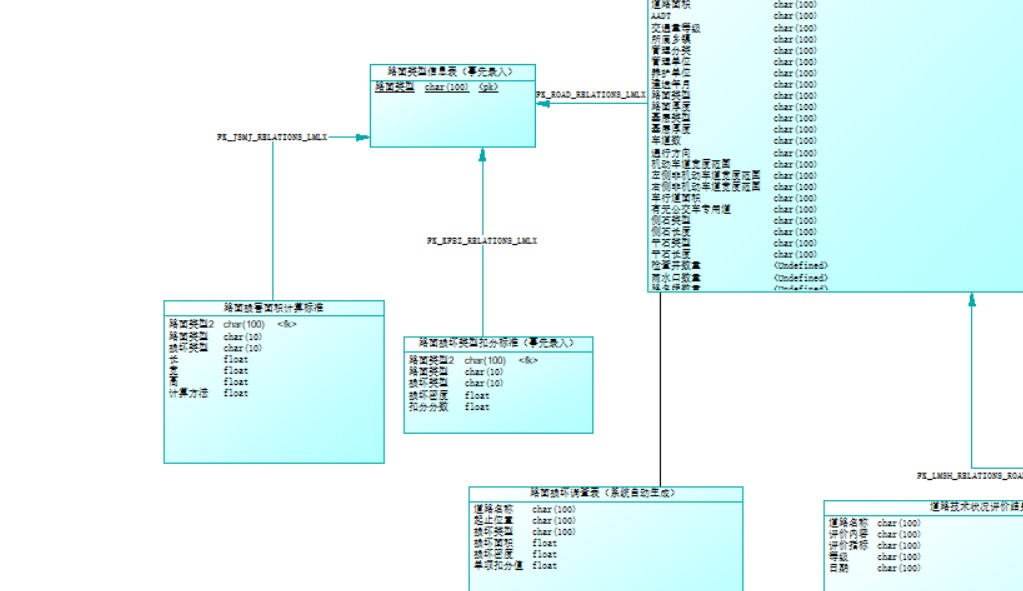 道路面积 char(100)
AADT char(100)
交通量等级 char(100)
所属乡镇 char(100)
管理分类 char(100)
管理单位 char(100)
养护单位 char(100)
建造年月 char(100)
路面类型 char(100)
路面厚度 char(100)
基层类型 char(100)
基层厚度 char(100)
车道数 char(100)
通行方向 char(100)
机动车道宽度范围 char(100)
左侧非机动车道宽度范围 char(100)
右侧非机动车道宽度范围 char(100)
车行道面积 char(100)
有无公交车专用道 char(100)
侧石类型 char(100)
侧石长度 char(100)
平石类型 char(100)
平石长度 char(100)
检查井数量 <Undefined>
雨水口数量 <Undefined>
<Undefined>
路面类型信息表（事先录入）
路面类型 char(100) <pk>
FK_ROAD_RELATIONS_LMLX
FK_JSMJ_RELATIONS_LMLX
FK_KFBZ_RELATIONS_LMLX
路面损害面积计算标准
路面类型2 char(100) <fk>
路面类型 char(10)
损坏类型 char(10)
长 float
宽 float
高 float
计算方法 float
路面损坏类型扣分标准（事先录入）
路面类型2 char(100) <fk>
路面类型 char(10)
损坏类型 char(10)
损坏密度 float
扣分分数 float
FK_LMSH_RELATIONS_ROA
路面损坏调查表（系统自动生成）
道路名称 char(100)
起止位置 char(100)
损坏类型 char(100)
损坏面积 float
损坏密度 float
单项扣分值 float
道路技术状况评价结
道路名称 char(100)
评价内容 char(100)
评价指标 char(100)
等级 char(100)
日期 char(100)